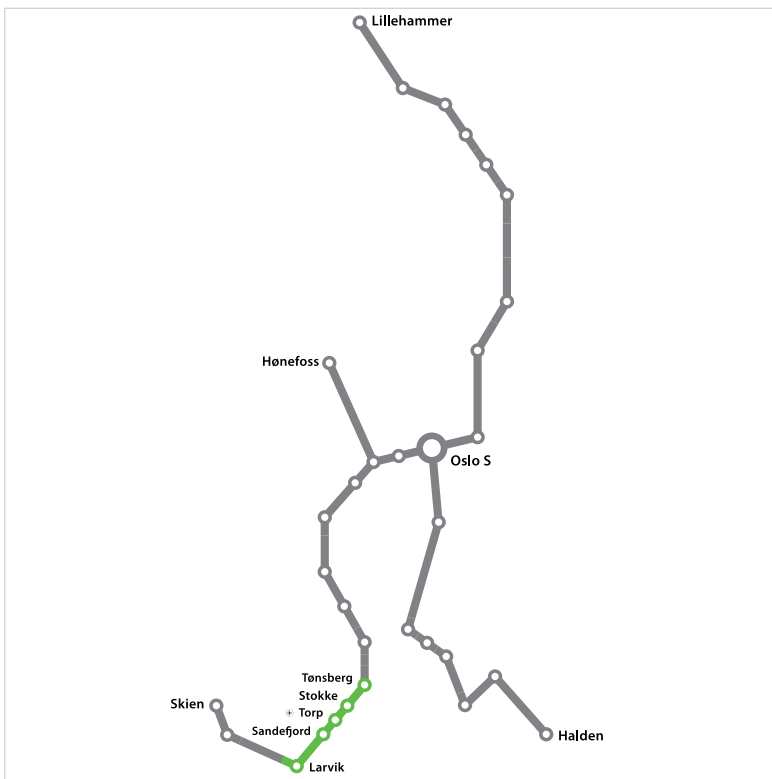 Lillehammer
Hønefoss
Oslo S
Tønsberg
Stokke
Torp
Skien
Sandefjord
Halden
Larvik